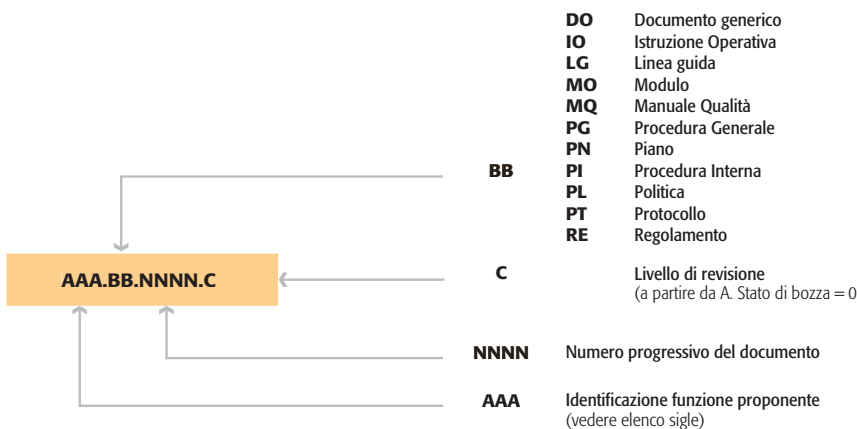 DO Documento generico
IO Istruzione Operativa
LG Linea guida
MO Modulo
MQ Manuale Qualità
PG Procedura Generale
PN Piano
BB PI Procedura Interna
PL Politica
PT Protocollo
RE Regolamento
AAA.BB.NNNN.C
C Livello di revisione
(a partire da A. Stato di bozza = 0
NNNN Numero progressivo del documento
AAA Identificazione funzione proponente
(vedere elenco sigle)